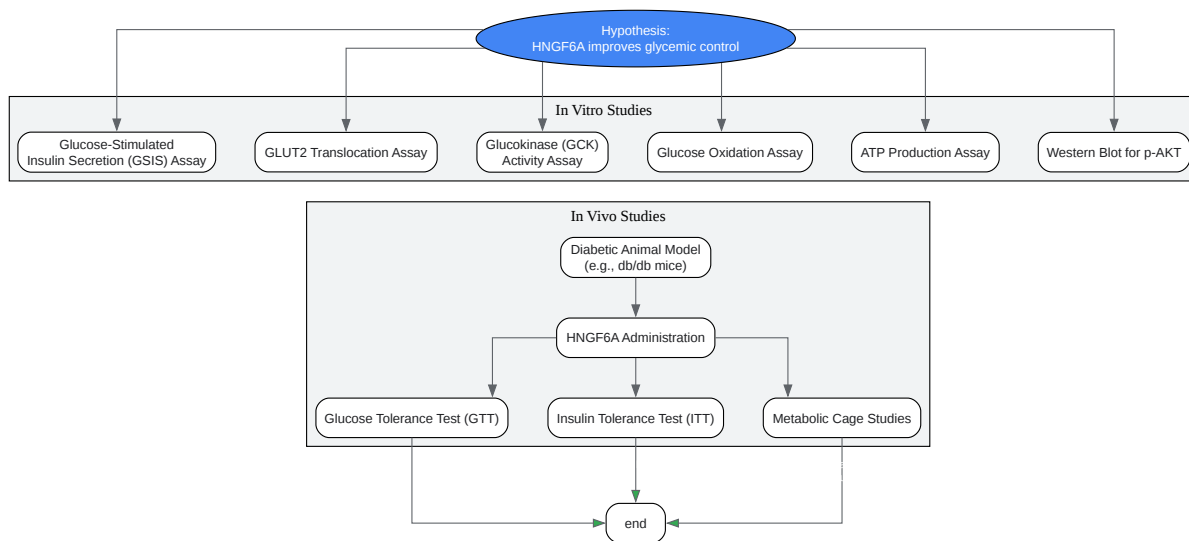 Hypothesis:
HNGF6A improves glycemic control
In Vitro Studies
Glucose-Stimulated
Insulin Secretion (GSIS) Assay
GLUT2 Translocation Assay
Glucokinase (GCK)
Activity Assay
Glucose Oxidation Assay
ATP Production Assay
Western Blot for p-AKT
In Vivo Studies
Diabetic Animal Model
(e.g., db/db mice)
HNGF6A Administration
Glucose Tolerance Test (GTT)
Insulin Tolerance Test (ITT)
Metabolic Cage Studies
end